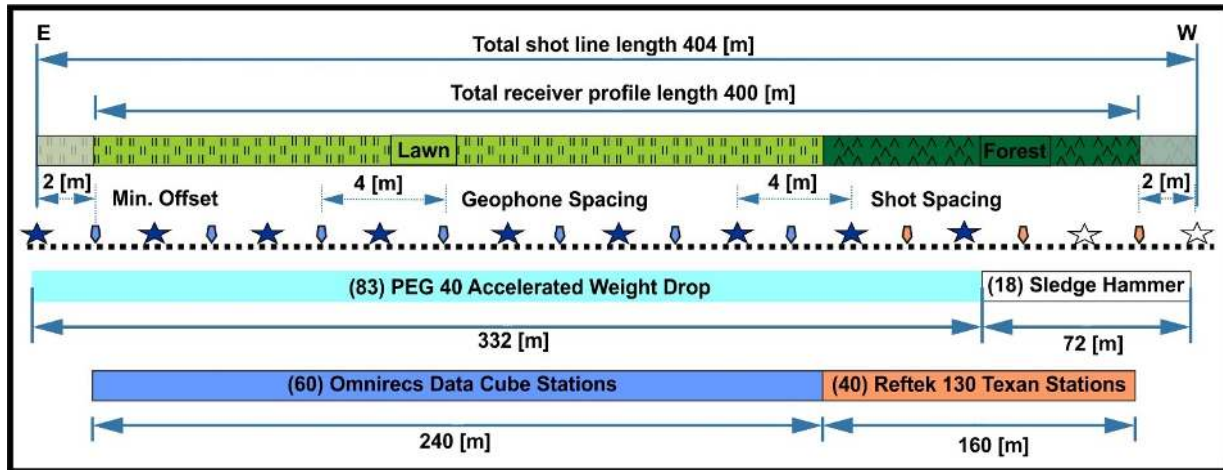 E
W
Total shot line length 404 [m]
Total receiver profile length 400 [m]
Lawn
Forest
2 [m]
Min. Offset
4 [m]
Geophone Spacing
4 [m]
Shot Spacing
2 [m]
(83) PEG 40 Accelerated Weight Drop
(18) Sledge Hammer
332 [m]
72 [m]
(60) Omnirecs Data Cube Stations
(40) Reftek 130 Texan Stations
240 [m]
160 [m]